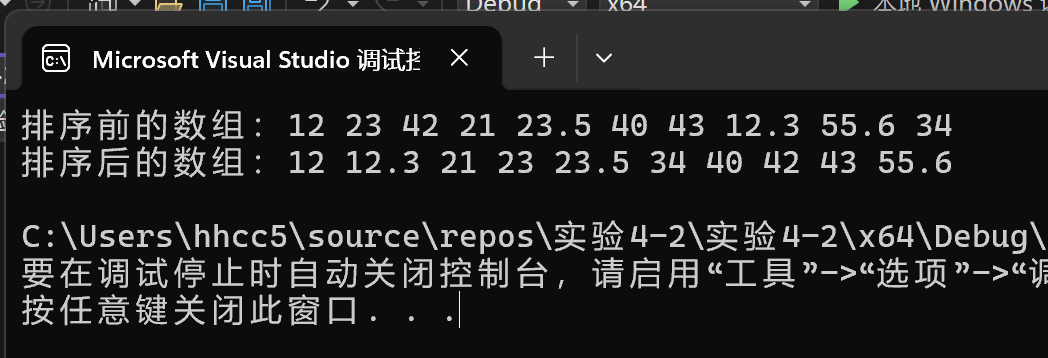 Debug x64 本地 Windows
Microsoft Visual Studio 调试
排序前的数组: 12 23 42 21 23.5 40 43 12.3 55.6 34
排序后的数组: 12 12.3 21 23 23.5 34 40 42 43 55.6
C:\Users\hhcc5\source\repos\实验4-2\实验4-2\x64\Debug\
要在调试停止时自动关闭控制台，请启用“工具”->“选项”->“调
按任意键关闭此窗口. . .